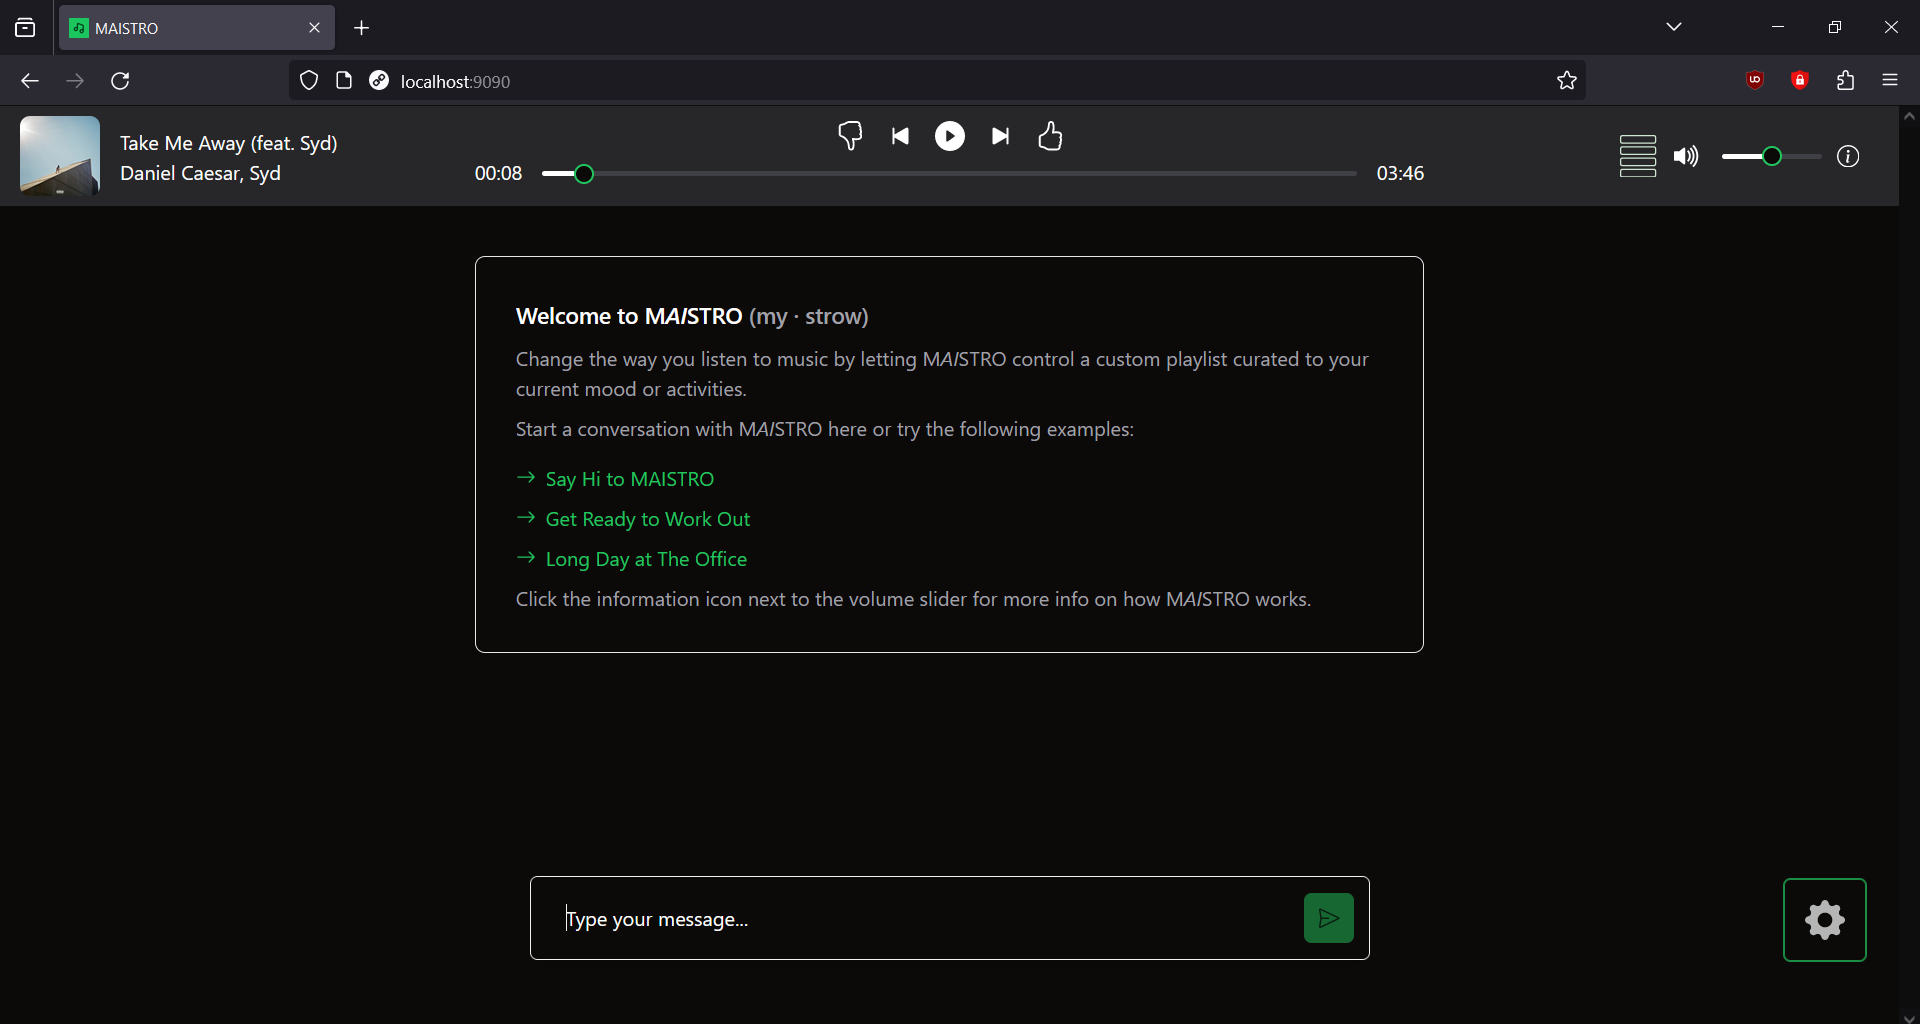 MAISTRO
localhost:9090
Take Me Away (feat. Syd)
Daniel Caesar, Syd
00:08
03:46
Welcome to MAISTRO (my · strow)
Change the way you listen to music by letting MAISTRO control a custom playlist curated to your
current mood or activities.
Start a conversation with MAISTRO here or try the following examples:
→ Say Hi to MAISTRO
→ Get Ready to Work Out
→ Long Day at The Office
Click the information icon next to the volume slider for more info on how MAISTRO works.
Type your message...